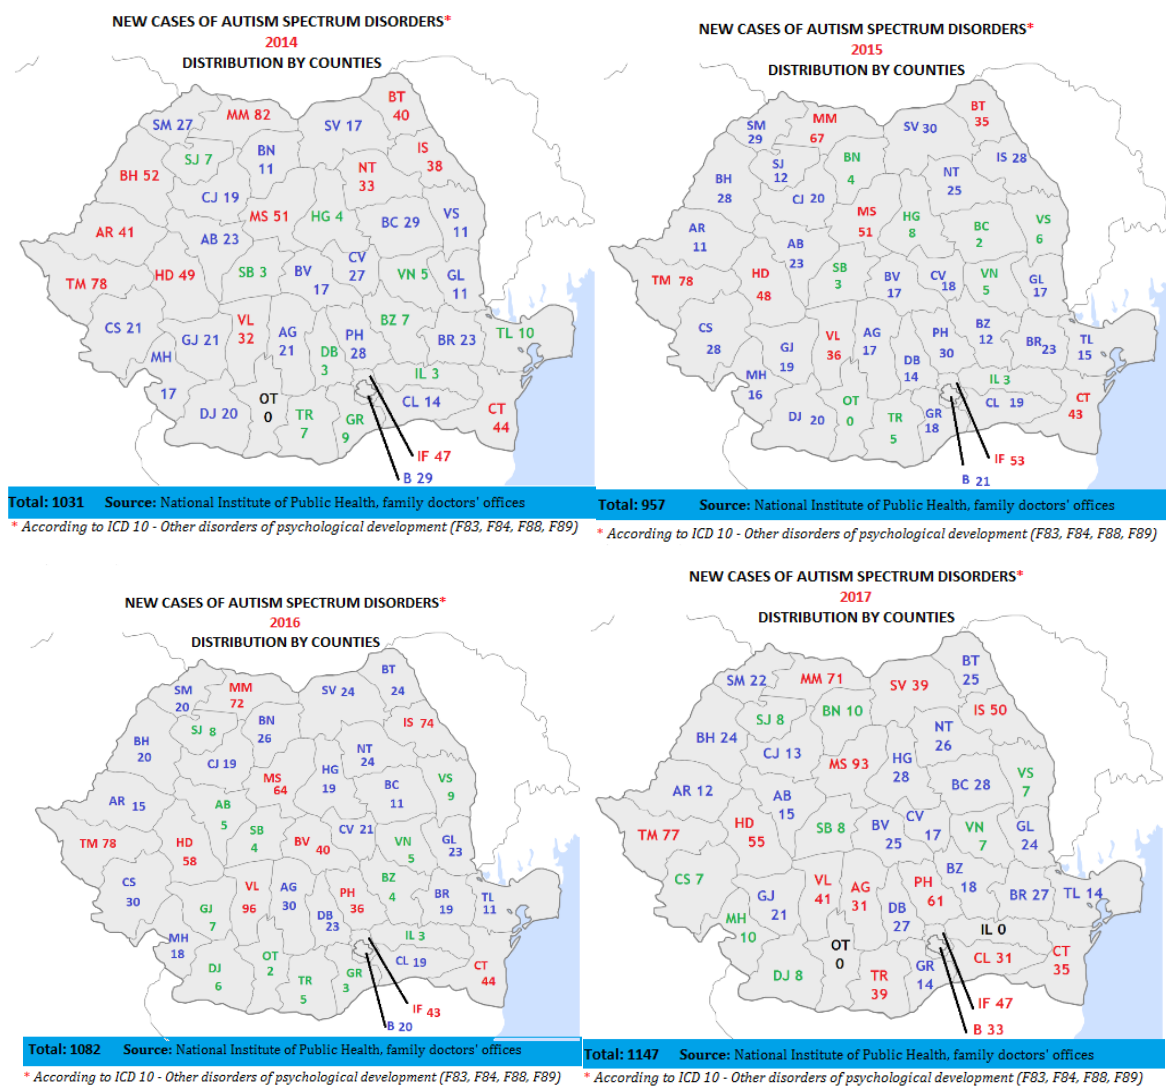 NEW CASES OF AUTISM SPECTRUM DISORDERS*
2014
DISTRIBUTION BY COUNTIES
BT
40
MM 82
SM 27
SV 17
IS
38
BN
11
SJ 7
NT
33
BH 52
CJ 19
MS 51
HG 4
BC 29
VS
11
AR 41
AB 23
CV
27
HD 49
SB 3
BV
17
VN 5
GL
11
TM 78
VL
32
BZ 7
CS 21
GJ 21
AG
21
PH
28
BR 23
TL 10
MH
17
DB
3
IL 3
OT
0
CL 14
DJ 20
TR
7
GR
9
CT
44
IF 47
B 29
Total: 1031 Source: National Institute of Public Health, family doctors' offices
* According to ICD 10 - Other disorders of psychological development (F83, F84, F88, F89)
NEW CASES OF AUTISM SPECTRUM DISORDERS*
2015
DISTRIBUTION BY COUNTIES
BT
35
MM
67
SM
29
SV 30
IS 28
SJ
12
BN
4
NT
25
BH
28
CJ 20
MS
51
HG
8
BC
2
VS
6
AR
11
AB
23
SB
3
TM 78
HD
48
BV
17
CV
18
VN
5
GL
17
CS
28
VL
36
AG
17
PH
30
BZ
12
BR 23
TL
15
GJ
19
DB
14
MH
16
IL 3
DJ 20
OT
0
TR
5
GR
18
CL 19
CT
43
IF 53
B 21
Total: 957 Source: National Institute of Public Health, family doctors' offices
* According to ICD 10 - Other disorders of psychological development (F83, F84, F88, F89)
NEW CASES OF AUTISM SPECTRUM DISORDERS*
2016
DISTRIBUTION BY COUNTIES
BT
24
SM
20
MM
72
SV 24
IS 74
SJ 8
BN
26
BH
20
NT
24
CJ 19
MS
64
HG
19
BC
11
VS
9
AR 15
AB
5
SB
4
CV 21
TM 78
HD
58
BV 40
VN
5
GL
23
CS
30
VL
96
AG
30
PH
36
BZ
4
BR
19
TL
11
GJ
7
DB
23
MH
18
IL 3
DJ
6
OT
2
TR
5
GR
3
CL 19
CT
44
IF 43
B 20
Total: 1082 Source: National Institute of Public Health, family doctors' offices
* According to ICD 10 - Other disorders of psychological development (F83, F84, F88, F89)
NEW CASES OF AUTISM SPECTRUM DISORDERS*
2017
DISTRIBUTION BY COUNTIES
BT
25
SM 22
MM 71
SV 39
IS 50
SJ 8
BN 10
NT
26
BH 24
CJ 13
MS 93
HG
28
BC 28
VS
7
AR 12
AB
15
TM 77
HD
55
SB 8
BV
25
CV
17
VN
7
GL
24
CS 7
VL
41
AG
31
PH
61
BZ
18
BR 27
TL 14
GJ
21
DB
27
MH
10
IL 0
OT
0
DJ 8
TR
39
GR
14
CL 31
CT
35
IF 47
B 33
Total: 1147 Source: National Institute of Public Health, family doctors' offices
* According to ICD 10 - Other disorders of psychological development (F83, F84, F88, F89)